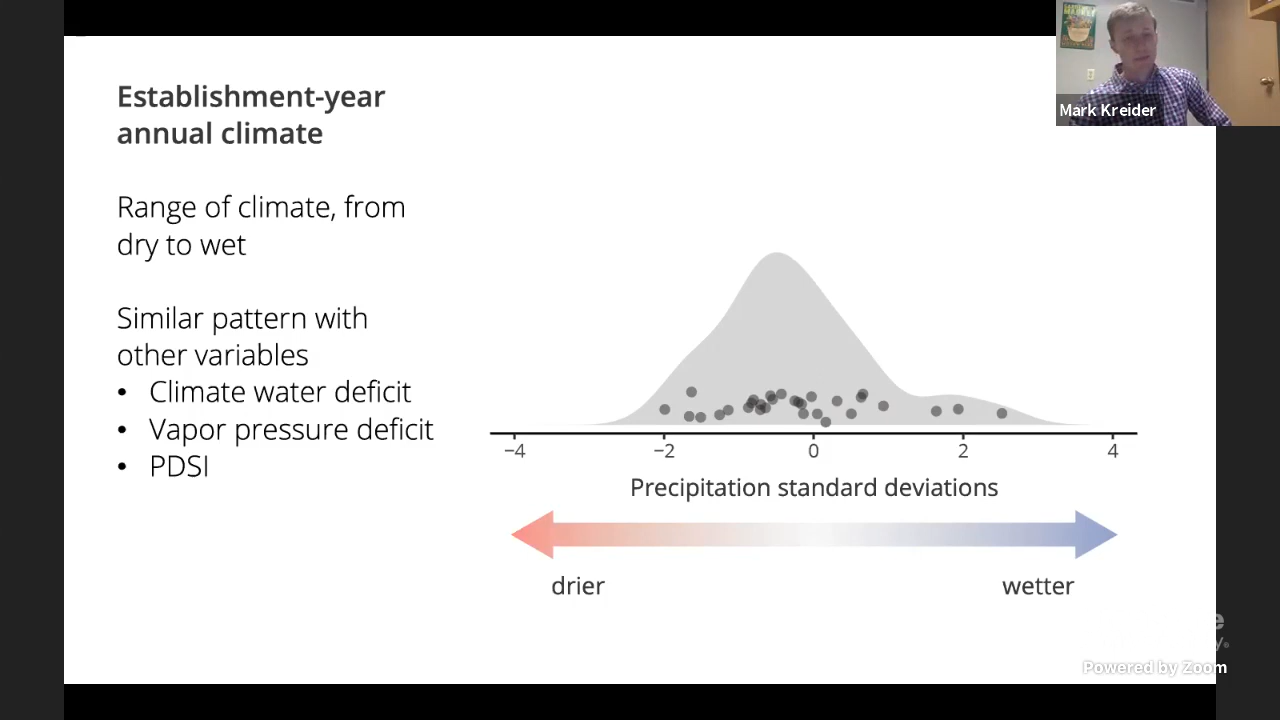 Establishment-year
annual climate
Range of climate, from
dry to wet
Similar pattern with
other variables
• Climate water deficit
• Vapor pressure deficit
• PDSI
−4 −2 0 2 4
Precipitation standard deviations
drier wetter
Mark Kreider
Powered by Zoom